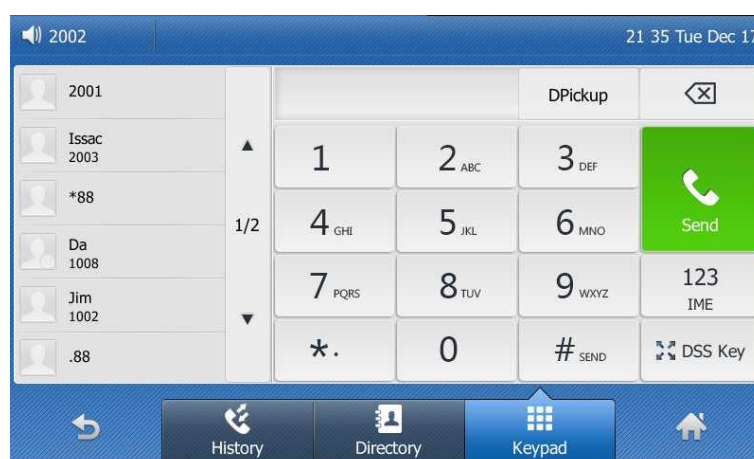 2002
21 35 Tue Dec 17
2001
Issac
2003
*88
Da
1008
Jim
1002
.88
1/2
DPickup
1
2 ABC
3 DEF
Send
4 GHI
5 JKL
6 MNO
7 PQRS
8 TUV
9 WXYZ
123
IME
*.
0
# SEND
DSS Key
History
Directory
Keypad